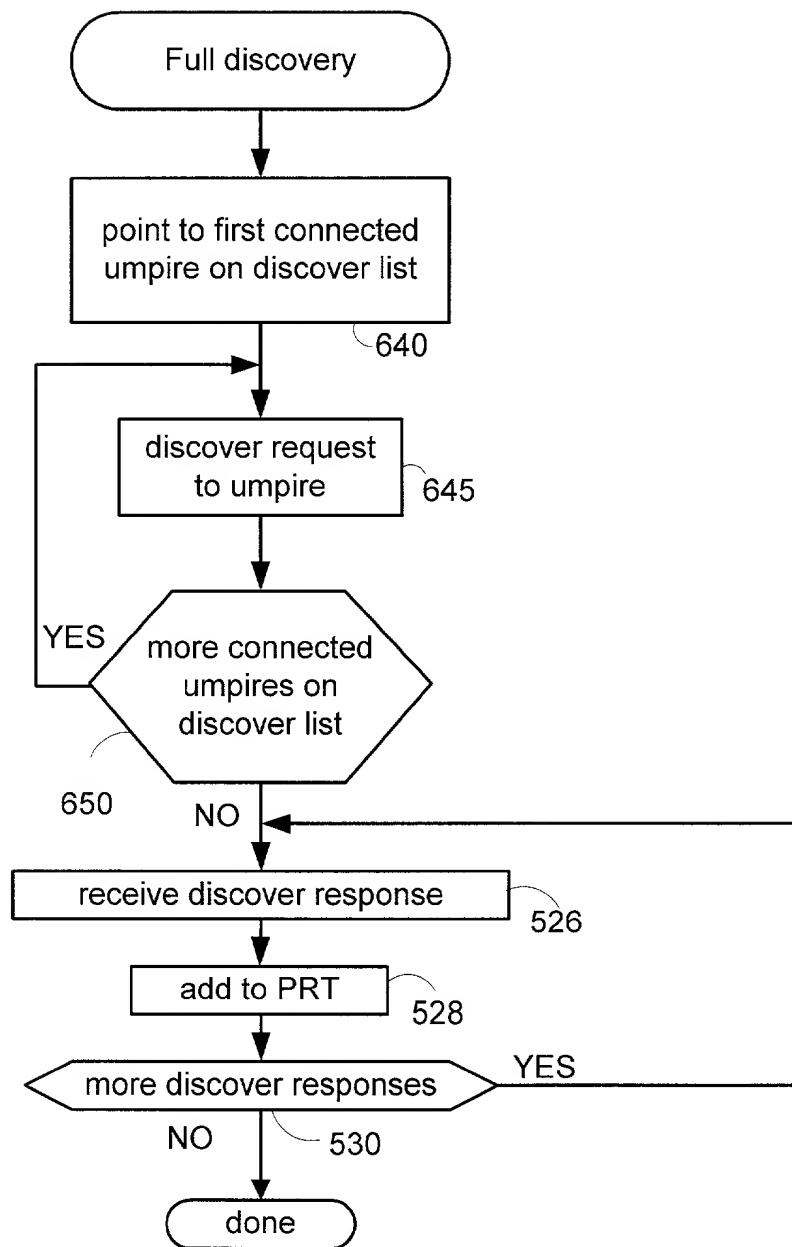 Full discovery
point to first connected
umpire on discover list
640
discover request
to umpire
645
YES
more connected
umpires on
discover list
650
NO
receive discover response
526
add to PRT
528
more discover responses
YES
NO
530
done